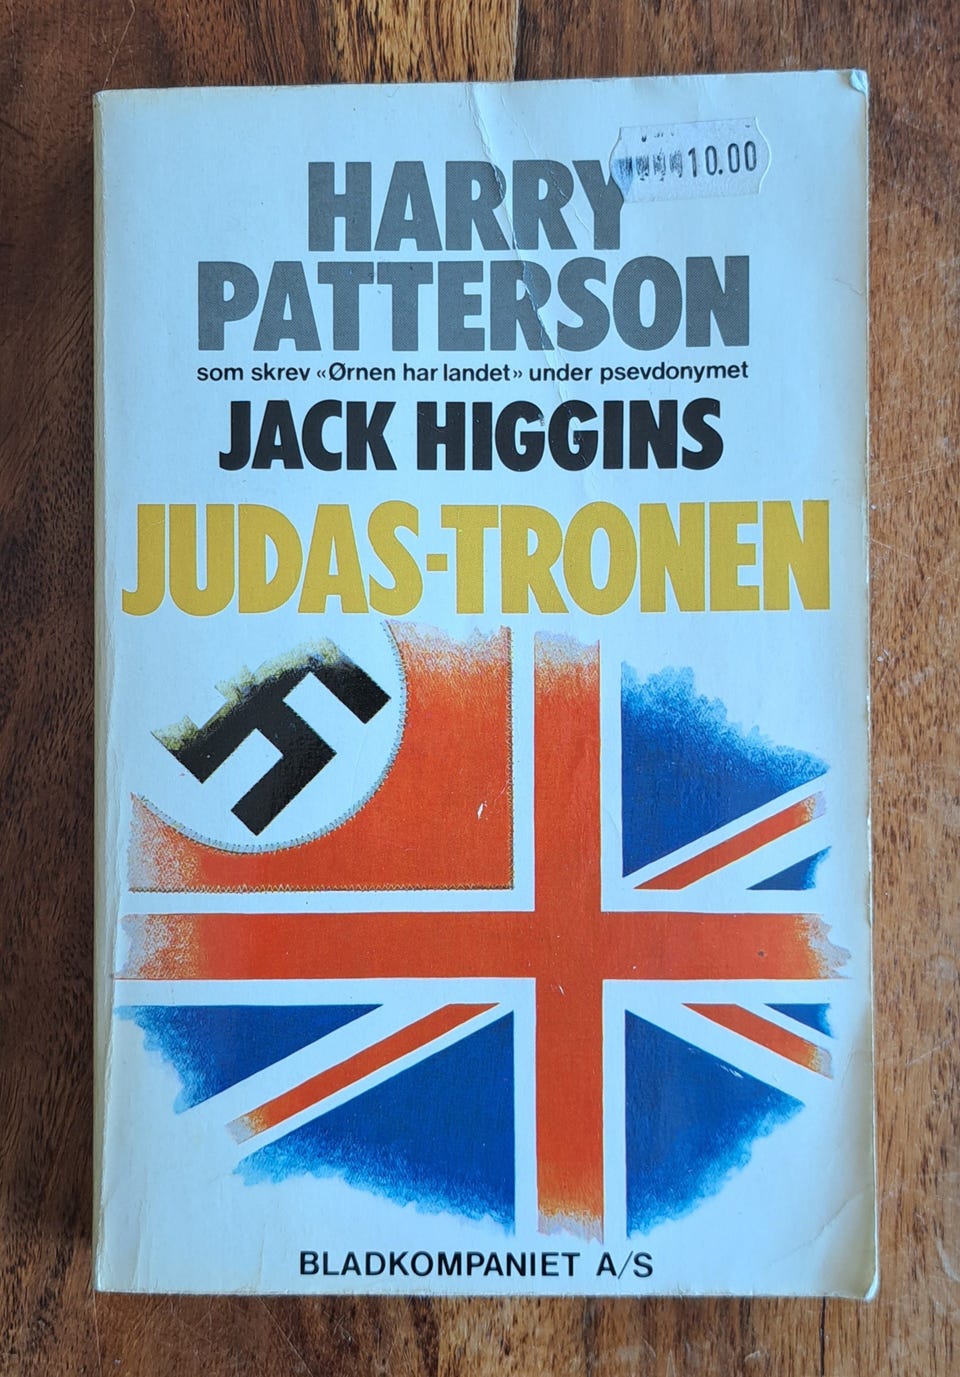 10.00
HARRY
PATTERSON
som skrev «Ørnen har landet» under psevdonymet
JACK HIGGINS
JUDAS-TRONEN
BLADKOMPANIET A/S